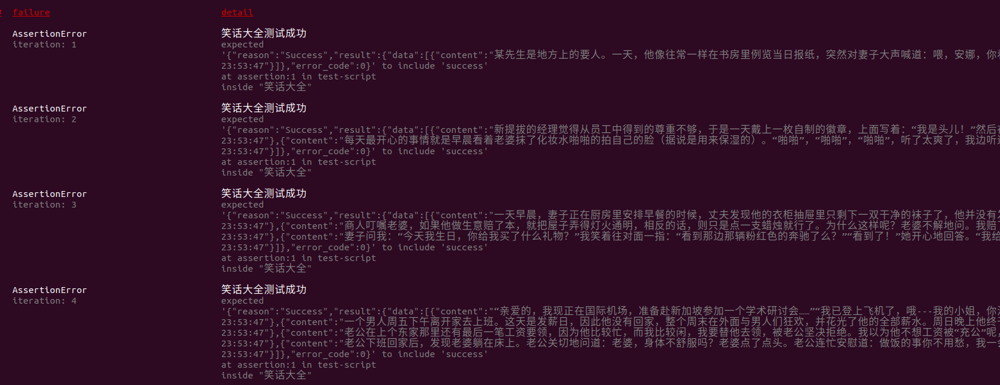 failure detail
AssertionError 笑话大全测试成功
iteration: 1 expected
'{"reason":"Success","result":{"data":[{"content":"某先生是地方上的要人。一天，他像往常一样在书房里例览当日报纸，突然对妻子大声喊道：喂，安娜，你
23:53:47"}]},"error_code":0}' to include 'success'
at assertion:1 in test-script
inside "笑话大全"
AssertionError 笑话大全测试成功
iteration: 2 expected
'{"reason":"Success","result":{"data":[{"content":"新提拔的经理觉得从员工中得到的尊重不够，于是一天戴上一枚自制的徽章，上面写着：“我是头儿！”然后
23:53:47"},{"content":"每天最开心的事情就是早晨看着老婆抹了化妆水啪啪的拍自己的脸（据说是用来保湿的）。“啪啪”，“啪啪”，“啪啪”，听了太爽了，我边听
23:53:47"}]},"error_code":0}' to include 'success'
at assertion:1 in test-script
inside "笑话大全"
AssertionError 笑话大全测试成功
iteration: 3 expected
'{"reason":"Success","result":{"data":[{"content":"一天早晨，妻子正在厨房里安排早餐的时候，丈夫发现他的衣柜抽屉里只剩下一双干净的袜子了，他并没有
23:53:47"},{"content":"商人叮嘱老婆，如果他做生意赔了本，就把屋子弄得灯火通明，相反的话，则只是点一支蜡烛就行了。为什么这样呢？老婆不解地问。我赔
23:53:47"},{"content":"妻子问我：“今天我生日，你给我买了什么礼物？”我笑着往对面一指：“看到那边那辆粉红色的奔驰了么？”“看到了！”她开心地回答。“我给
23:53:47"}]},"error_code":0}' to include 'success'
at assertion:1 in test-script
inside "笑话大全"
AssertionError 笑话大全测试成功
iteration: 4 expected
'{"reason":"Success","result":{"data":[{"content":"“亲爱的，我现正在国际机场，准备赴新加坡参加一个学术研讨会……”“我已登上飞机了，哦---我的小姐，你
23:53:47"},{"content":"一个男人周五下午离开家去上班。这天是发薪日，因此他没有回家，整个周末在外面与男人们狂欢，并花光了他的全部薪水。周日晚上他终
23:53:47"},{"content":"老公在上个东家那里还有最后一笔工资要领，因为他比较忙，而我比较闲，我要替他去领，被老公坚决拒绝。我以为他不想工资被“充公”呢，
23:53:47"},{"content":"老公下班回家后，发现老婆躺在床上。老公关切地问道：老婆，身体不舒服吗？老婆点了点头。老公连忙安慰道：做饭的事你不用愁，我一
23:53:47"}]},"error_code":0}' to include 'success'
at assertion:1 in test-script
inside "笑话大全"